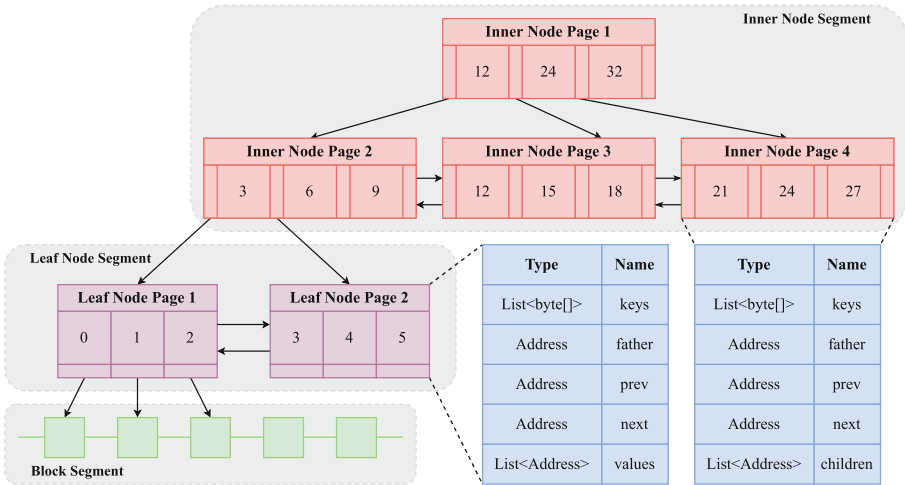 Inner Node Segment
Inner Node Page 1
12 24 32
Inner Node Page 2
3 6 9
Inner Node Page 3
12 15 18
Inner Node Page 4
21 24 27
Leaf Node Segment
Leaf Node Page 1
0 1 2
Leaf Node Page 2
3 4 5
Block Segment
Type Name
List<byte[]> keys
Address father
Address prev
Address next
List<Address> values
Type Name
List<byte[]> keys
Address father
Address prev
Address next
List<Address> children